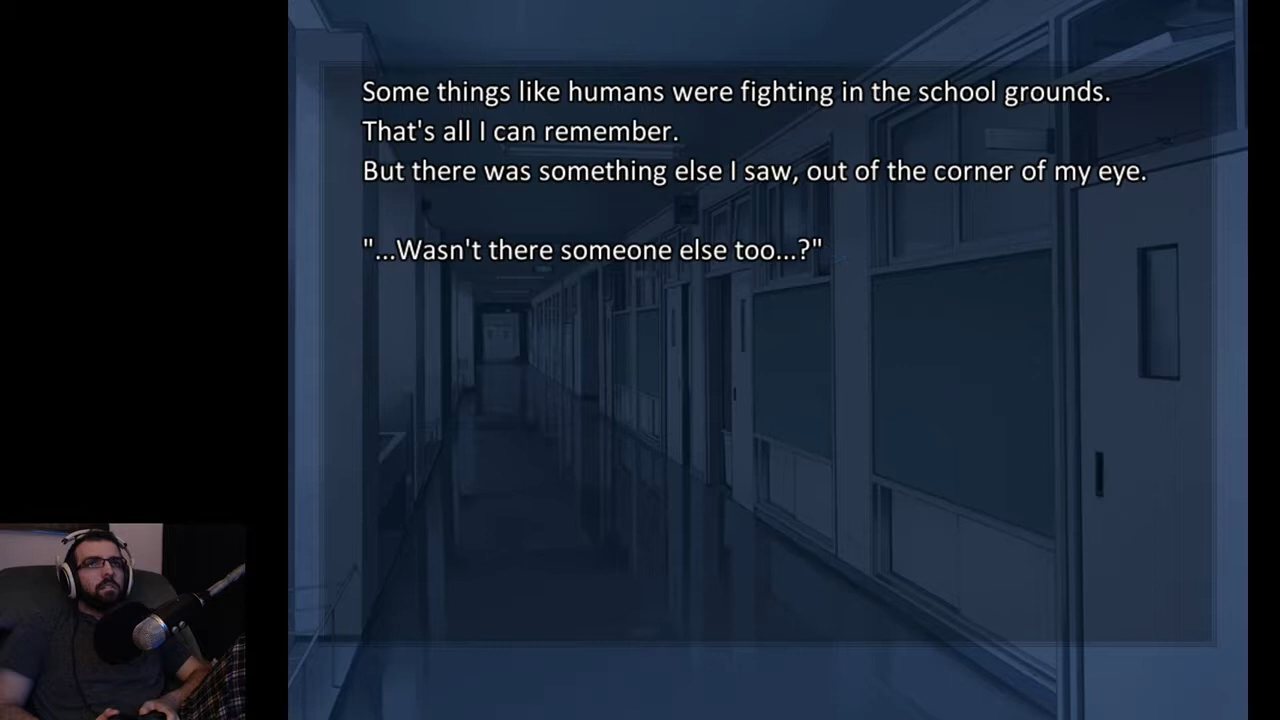 Some things like humans were fighting in the school grounds.
That's all I can remember.
But there was something else I saw, out of the corner of my eye.
"...Wasn't there someone else too...?"